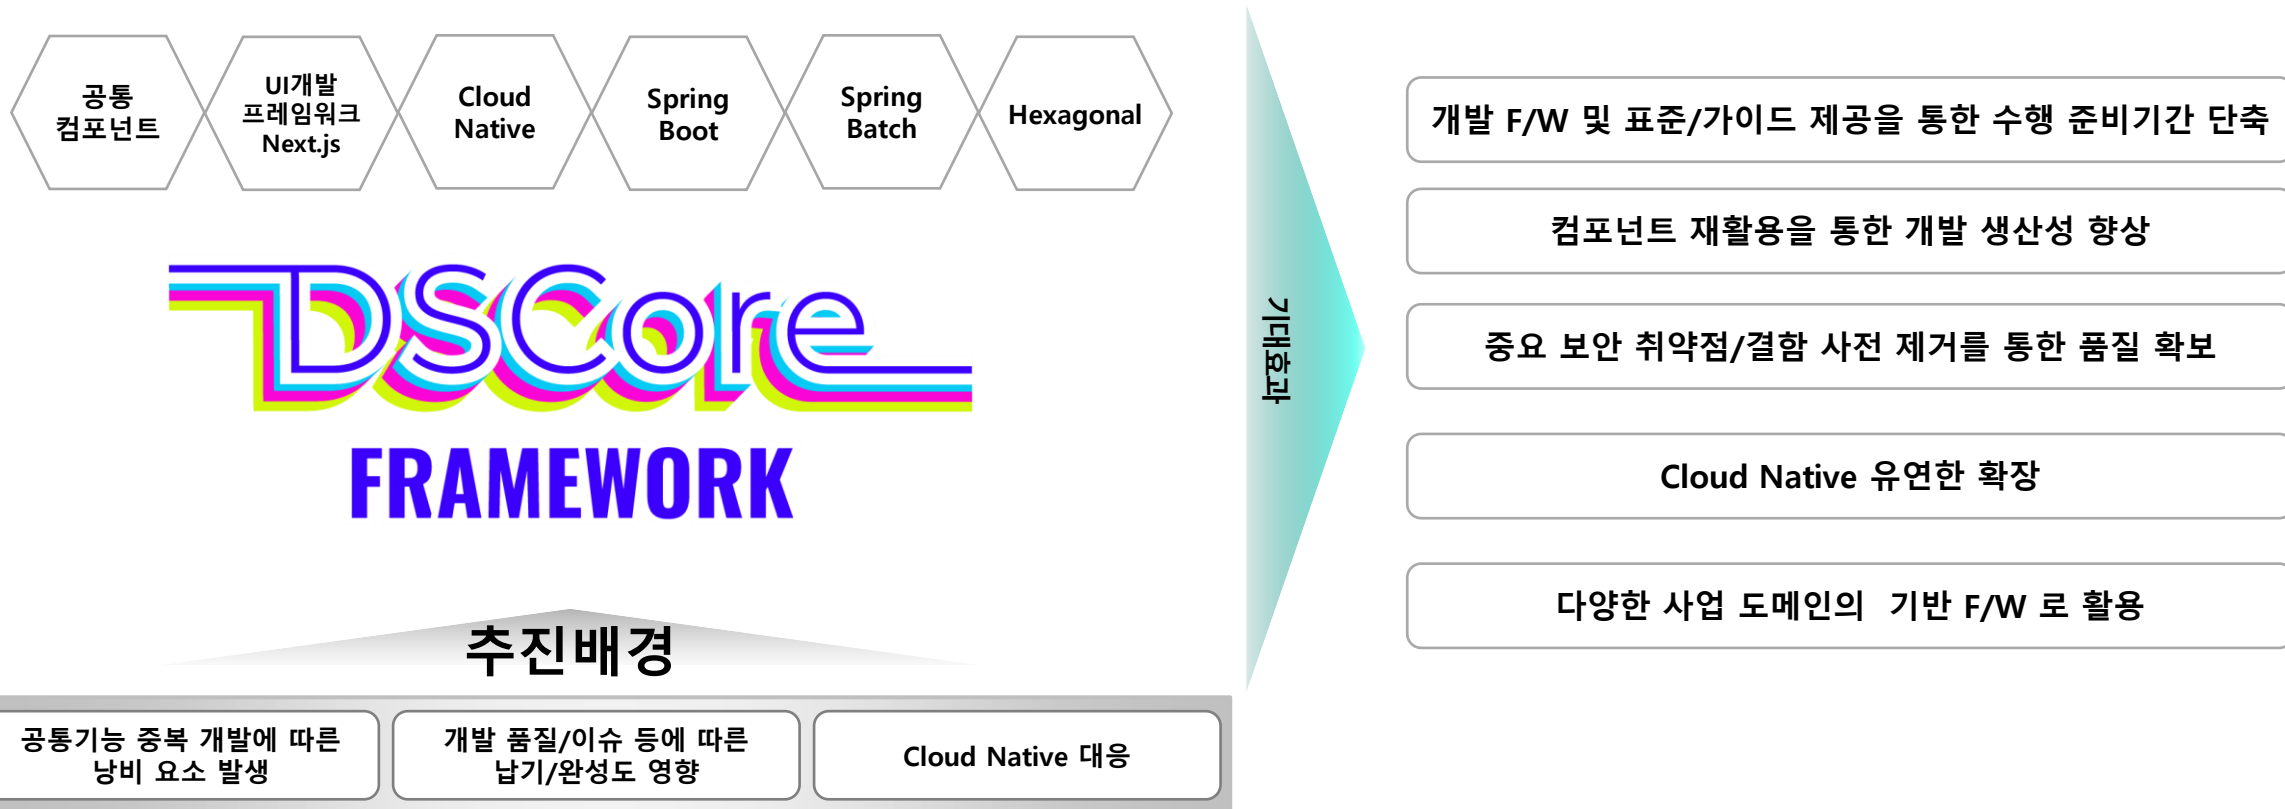 공통
컴포넌트
UI개발
프레임워크
Next.js
Cloud
Native
Spring
Boot
Spring
Batch
Hexagonal
DSCore
FRAMEWORK
추진배경
공통기능 중복 개발에 따른
낭비 요소 발생
개발 품질/이슈 등에 따른
납기/완성도 영향
Cloud Native 대응
기대효과
개발 F/W 및 표준/가이드 제공을 통한 수행 준비기간 단축
컴포넌트 재활용을 통한 개발 생산성 향상
중요 보안 취약점/결함 사전 제거를 통한 품질 확보
Cloud Native 유연한 확장
다양한 사업 도메인의 기반 F/W 로 활용